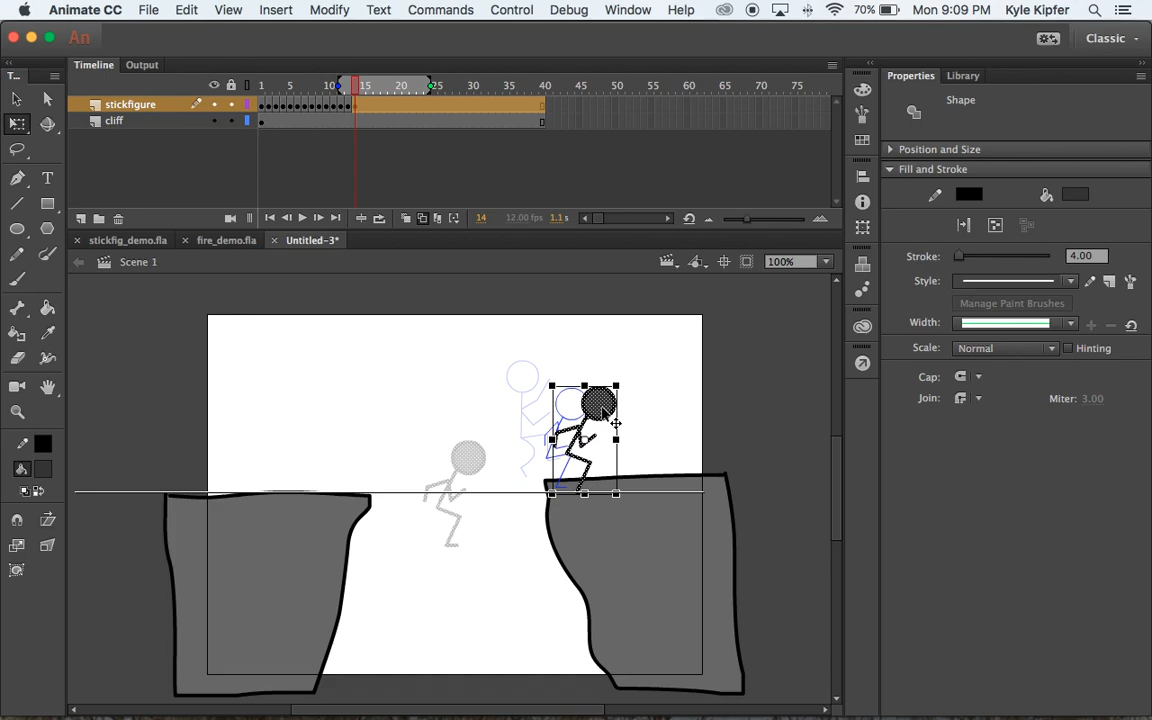 Animate CC File Edit View Insert Modify Text Commands Control Debug Window Help 70% Mon 9:09 PM Kyle Kipfer
An Classic
Timeline Output
T...
Properties Library
1 5 10 15 20 25 30 35 40 45 50 55 60 65 70 75
Shape
stickfigure
cliff
Position and Size
Fill and Stroke
14 12.00 fps 1.1 s
stickfig_demo.fla fire_demo.fla Untitled-3*
Scene 1 100%
Stroke: 4.00
Style:
Manage Paint Brushes
Width:
Scale: Normal Hinting
Cap:
Join: Miter: 3.00